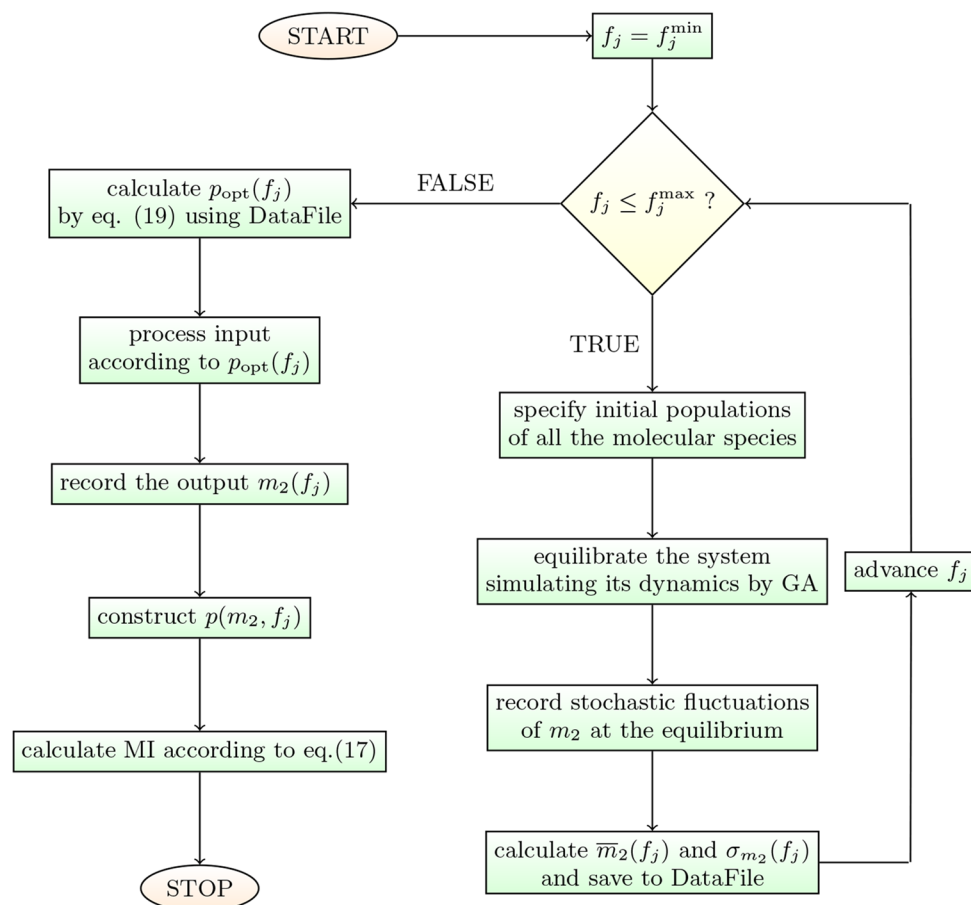 START
f_j = f_j^min
f_j ≤ f_j^max ?
FALSE
TRUE
calculate p_opt(f_j)
by eq. (19) using DataFile
process input
according to p_opt(f_j)
record the output m_2(f_j)
construct p(m_2, f_j)
calculate MI according to eq.(17)
STOP
specify initial populations
of all the molecular species
equilibrate the system
simulating its dynamics by GA
record stochastic fluctuations
of m_2 at the equilibrium
calculate m̅_2(f_j) and σ_{m_2}(f_j)
and save to DataFile
advance f_j